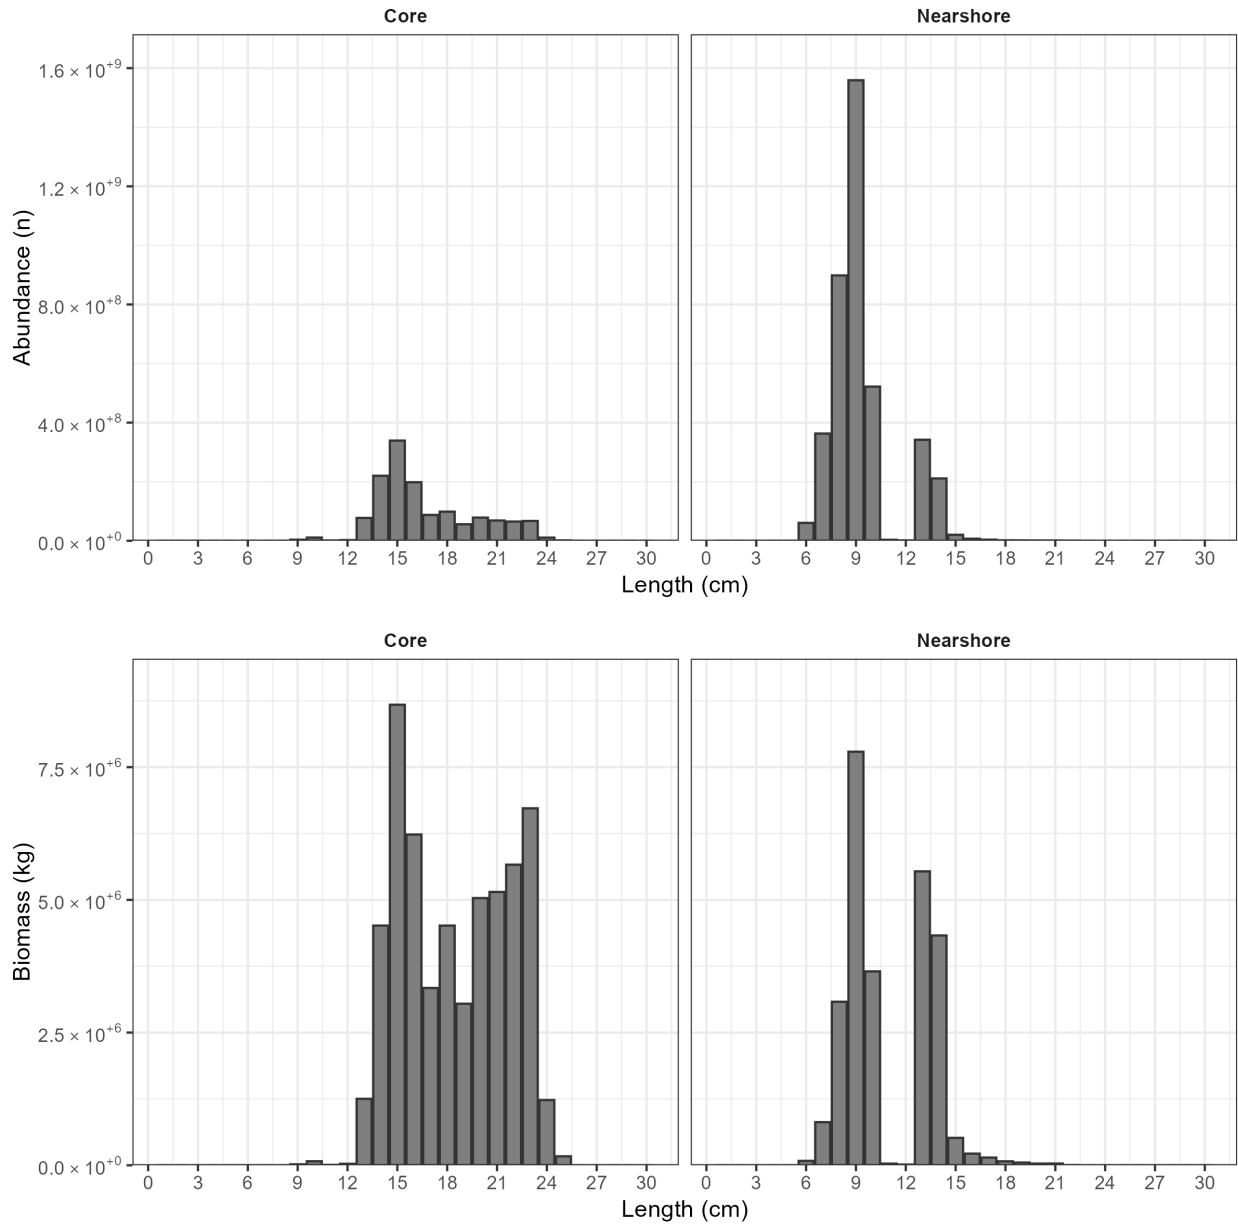 Core Nearshore
1.6 × 10⁺⁹
1.2 × 10⁺⁹
8.0 × 10⁺⁸
4.0 × 10⁺⁸
0.0 × 10⁺⁰
Abundance (n)
0 3 6 9 12 15 18 21 24 27 30 0 3 6 9 12 15 18 21 24 27 30
Length (cm)
Core Nearshore
7.5 × 10⁺⁶
5.0 × 10⁺⁶
2.5 × 10⁺⁶
0.0 × 10⁺⁰
Biomass (kg)
0 3 6 9 12 15 18 21 24 27 30 0 3 6 9 12 15 18 21 24 27 30
Length (cm)